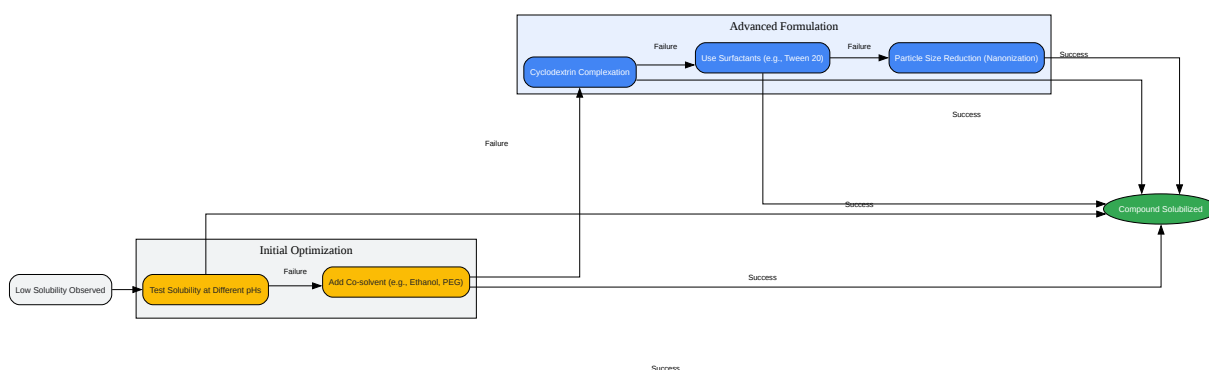 Advanced Formulation
Failure
Failure
Success
Use Surfactants (e.g., Tween 20)
Particle Size Reduction (Nanonization)
Cyclodextrin Complexation
Success
Failure
Success
Compound Solubilized
Initial Optimization
Failure
Success
Low Solubility Observed
Test Solubility at Different pHs
Add Co-solvent (e.g., Ethanol, PEG)
Success